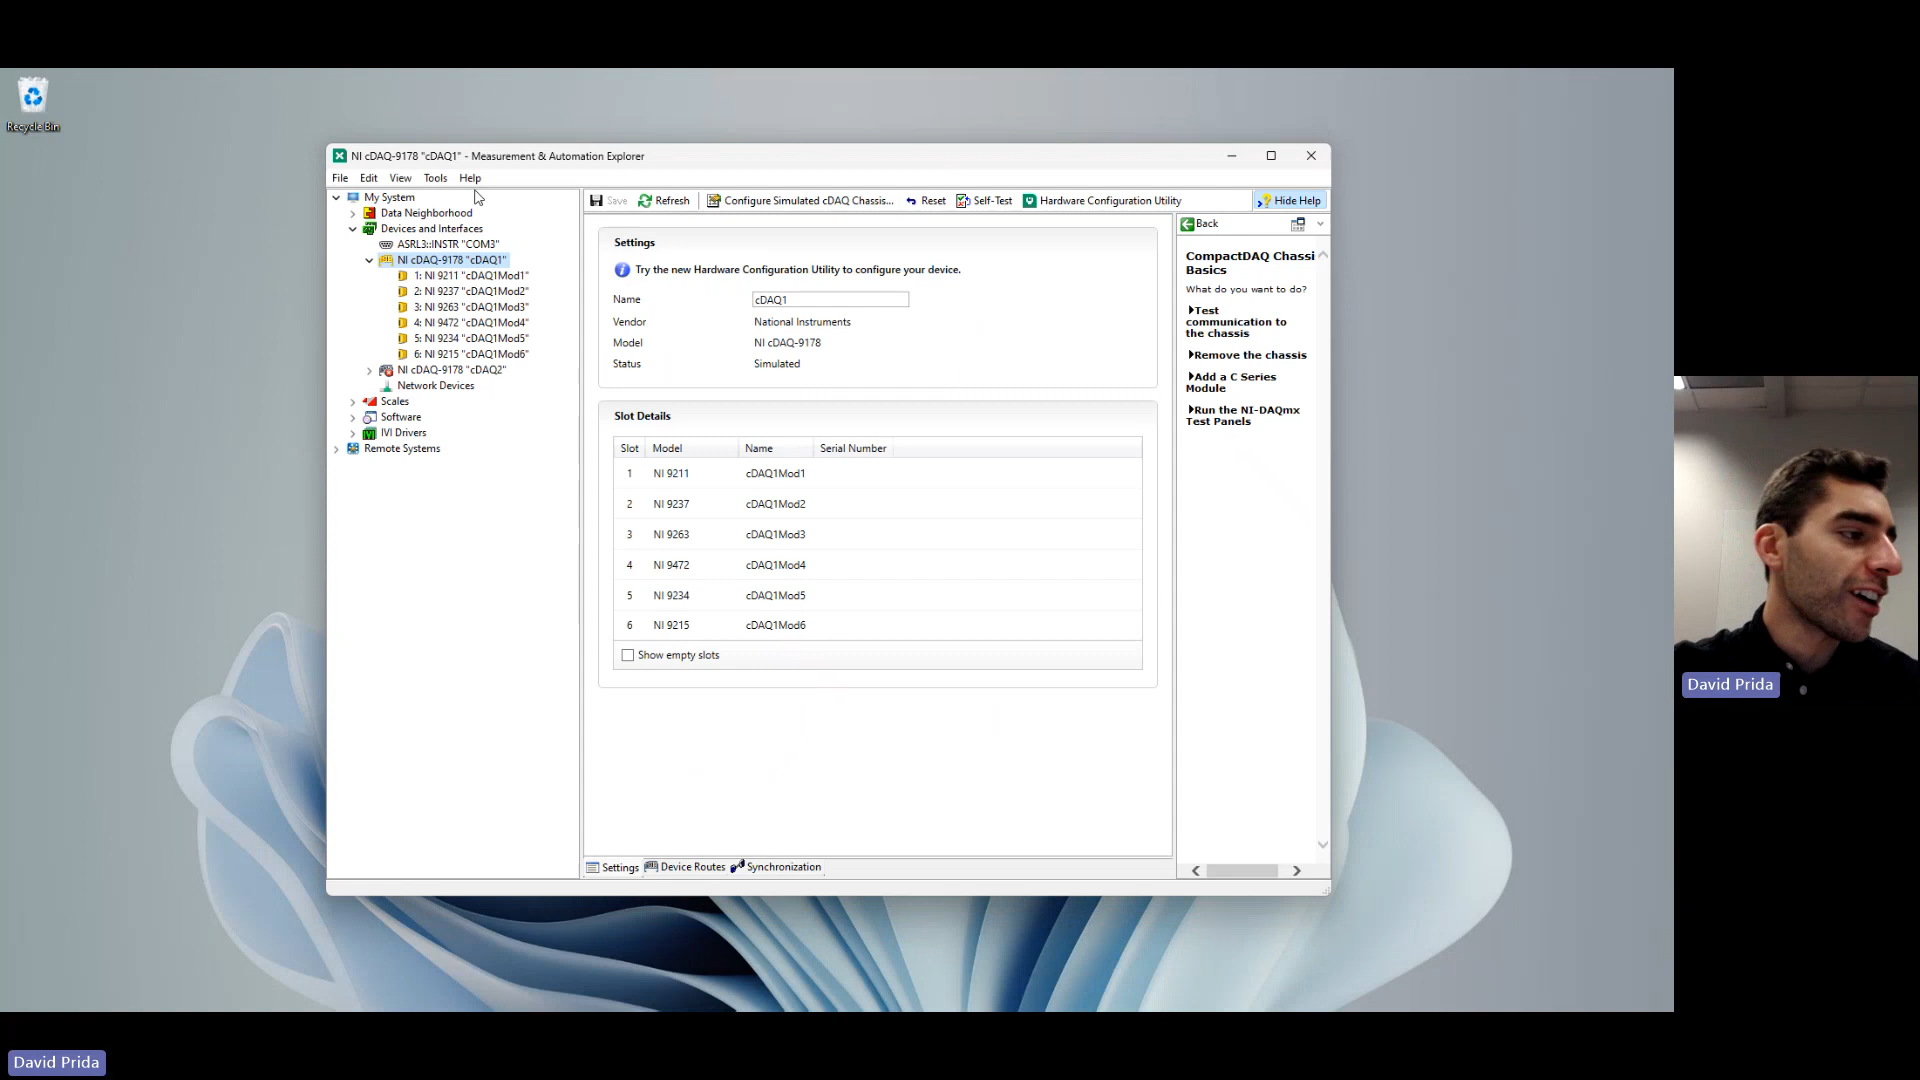 Recycle Bin
NI cDAQ-9178 "cDAQ1" - Measurement & Automation Explorer
File Edit View Tools Help
My System
Data Neighborhood
Devices and Interfaces
ASRL3::INSTR "COM3"
NI cDAQ-9178 "cDAQ1"
1: NI 9211 "cDAQ1Mod1"
2: NI 9237 "cDAQ1Mod2"
3: NI 9263 "cDAQ1Mod3"
4: NI 9472 "cDAQ1Mod4"
5: NI 9234 "cDAQ1Mod5"
6: NI 9215 "cDAQ1Mod6"
NI cDAQ-9178 "cDAQ2"
Network Devices
Scales
Software
IVI Drivers
Remote Systems
Save Refresh Configure Simulated cDAQ Chassis... Reset Self-Test Hardware Configuration Utility Hide Help
Settings
Try the new Hardware Configuration Utility to configure your device.
Name cDAQ1
Vendor National Instruments
Model NI cDAQ-9178
Status Simulated
Slot Details
Slot Model Name Serial Number
1 NI 9211 cDAQ1Mod1
2 NI 9237 cDAQ1Mod2
3 NI 9263 cDAQ1Mod3
4 NI 9472 cDAQ1Mod4
5 NI 9234 cDAQ1Mod5
6 NI 9215 cDAQ1Mod6
Show empty slots
Settings Device Routes Synchronization
Back
CompactDAQ Chassi
Basics
What do you want to do?
Test
communication to
the chassis
Remove the chassis
Add a C Series
Module
Run the NI-DAQmx
Test Panels
David Prida
David Prida